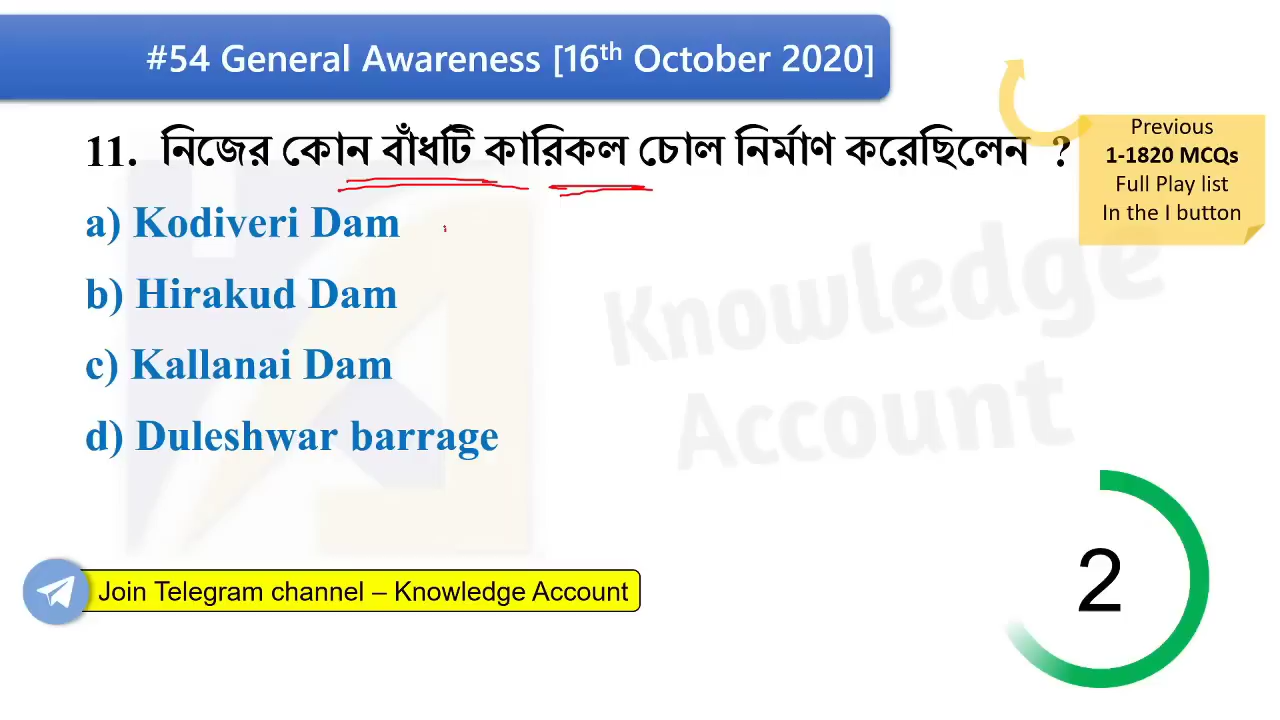 #54 General Awareness [16th October 2020]
11. নিজের কোন বাঁধটি কারিকল চোল নির্মাণ করেছিলেন ?
a) Kodiveri Dam
b) Hirakud Dam
c) Kallanai Dam
d) Duleshwar barrage
Previous
1-1820 MCQs
Full Play list
In the I button
Knowledge
Account
Join Telegram channel – Knowledge Account
2